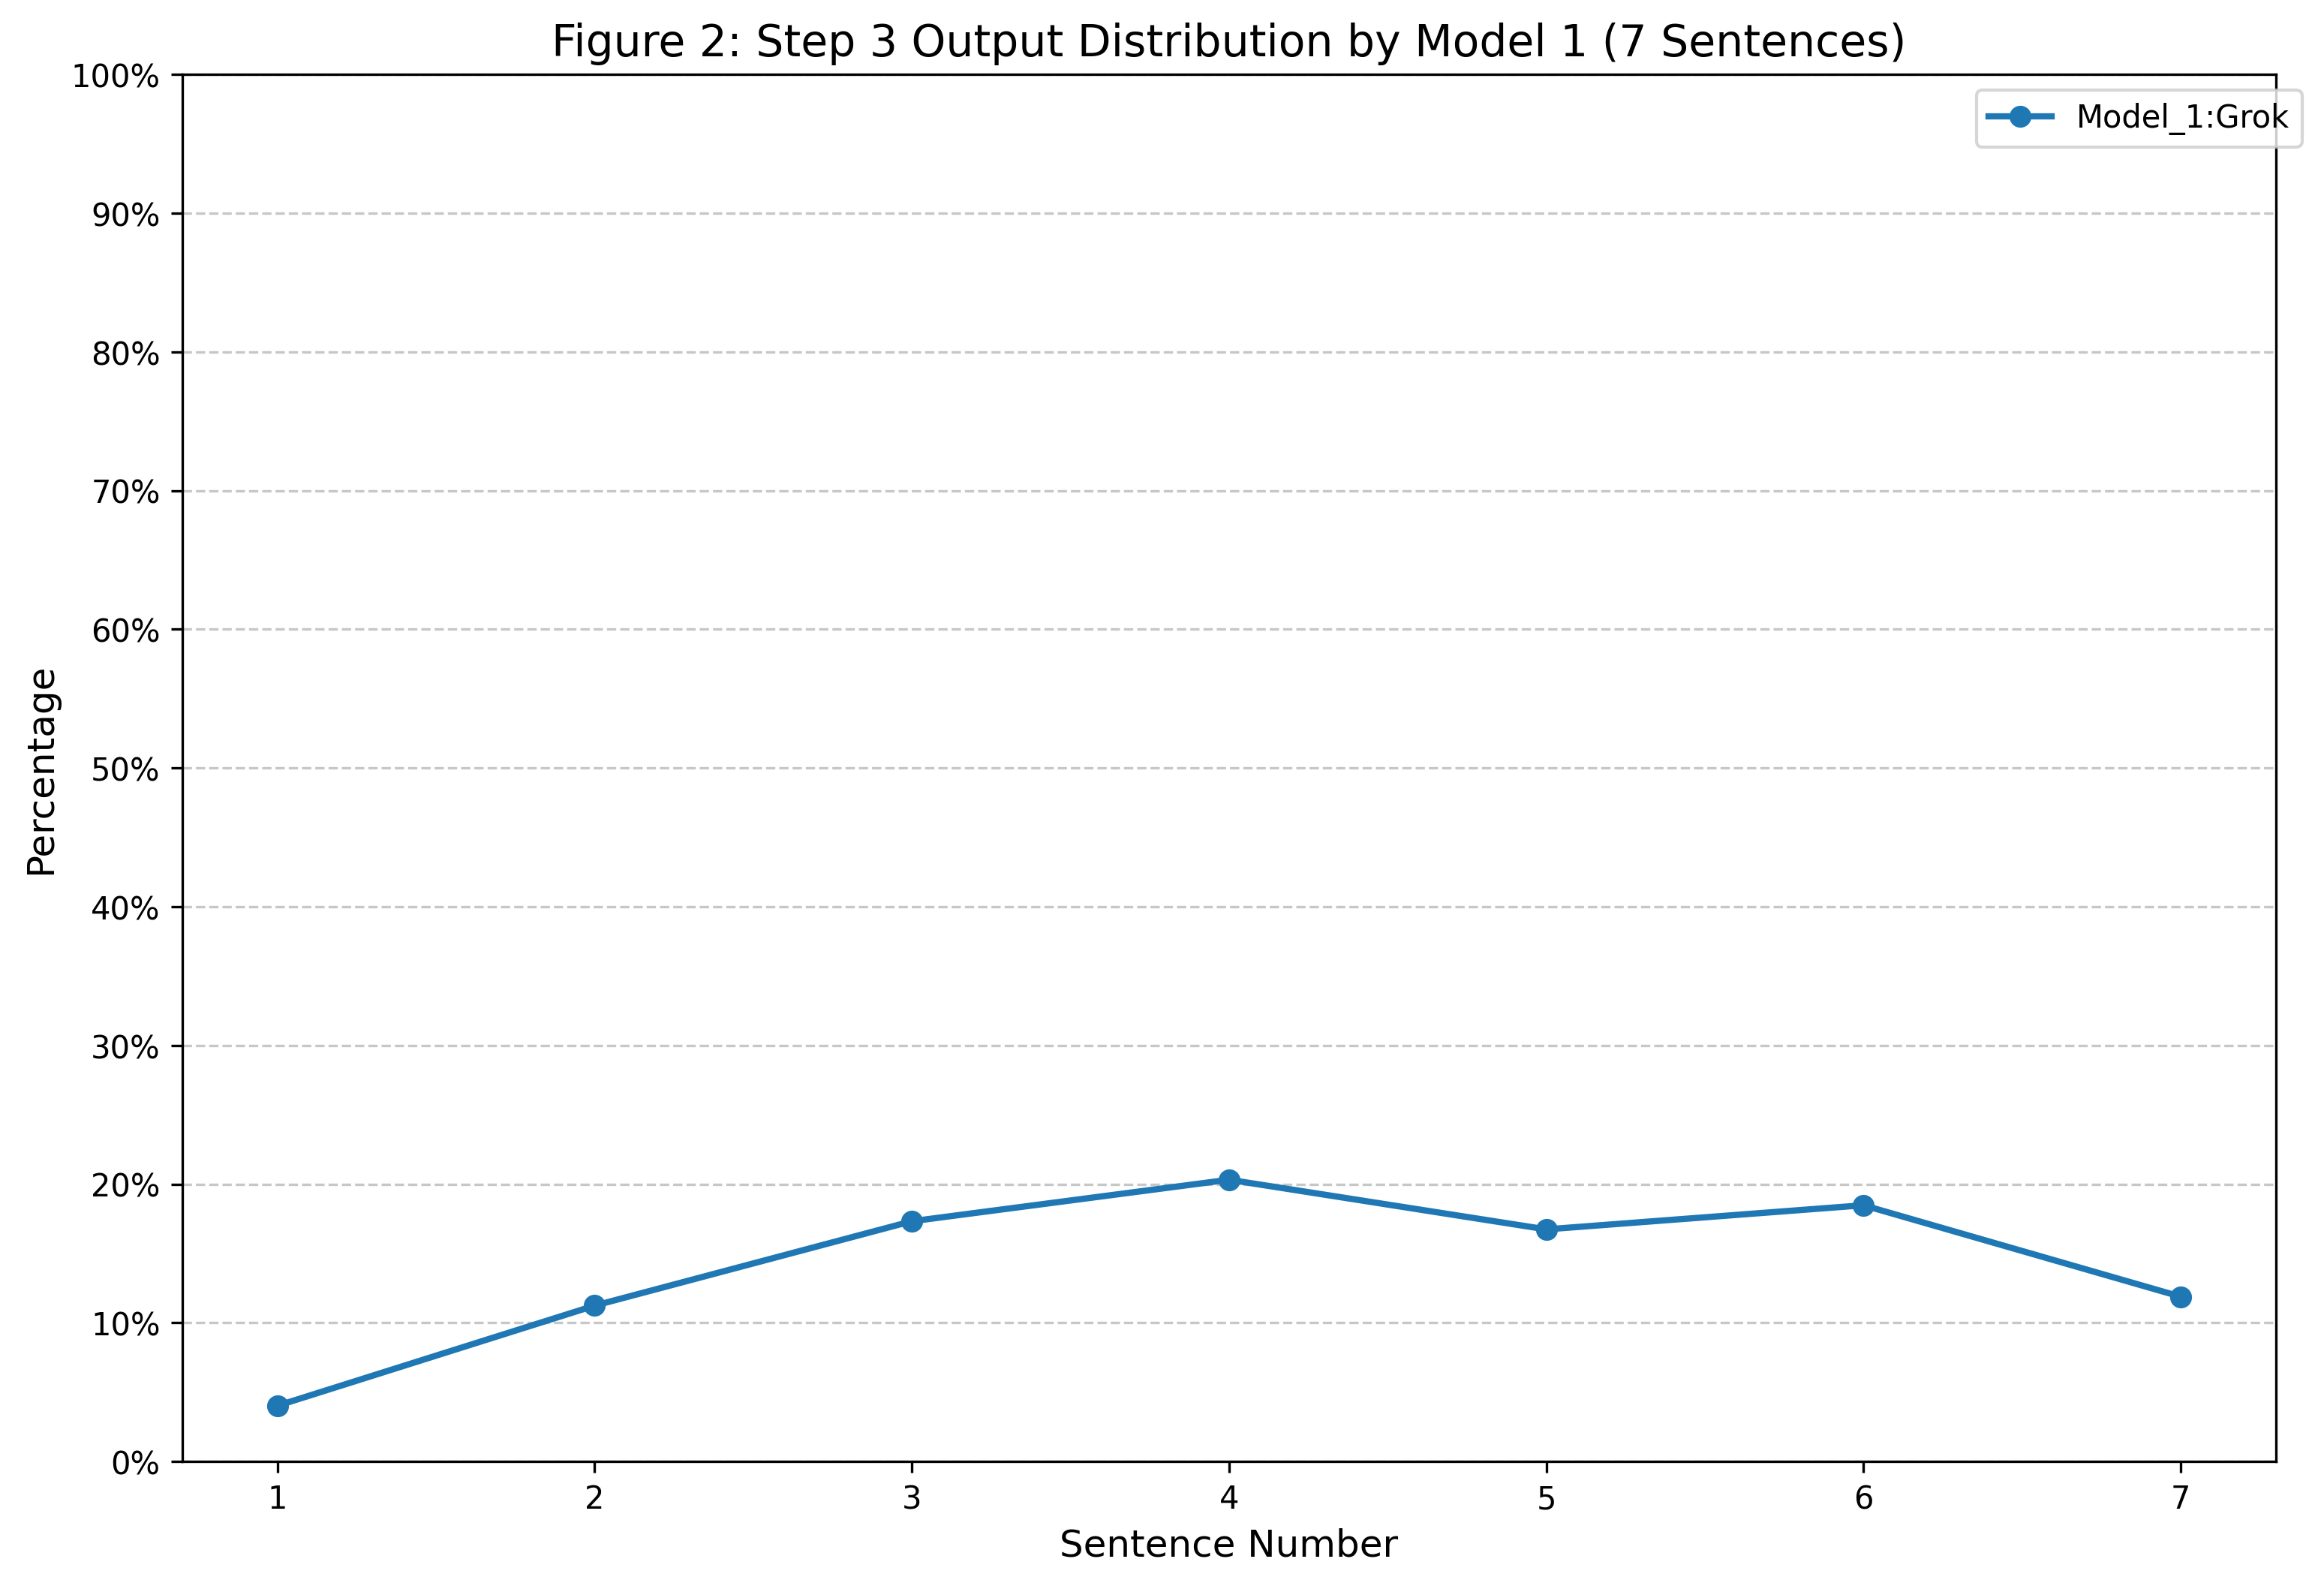 Figure 2: Step 3 Output Distribution by Model 1 (7 Sentences)
Model_1:Grok
100%
90%
80%
70%
60%
50%
40%
30%
20%
10%
0%
Percentage
1 2 3 4 5 6 7
Sentence Number